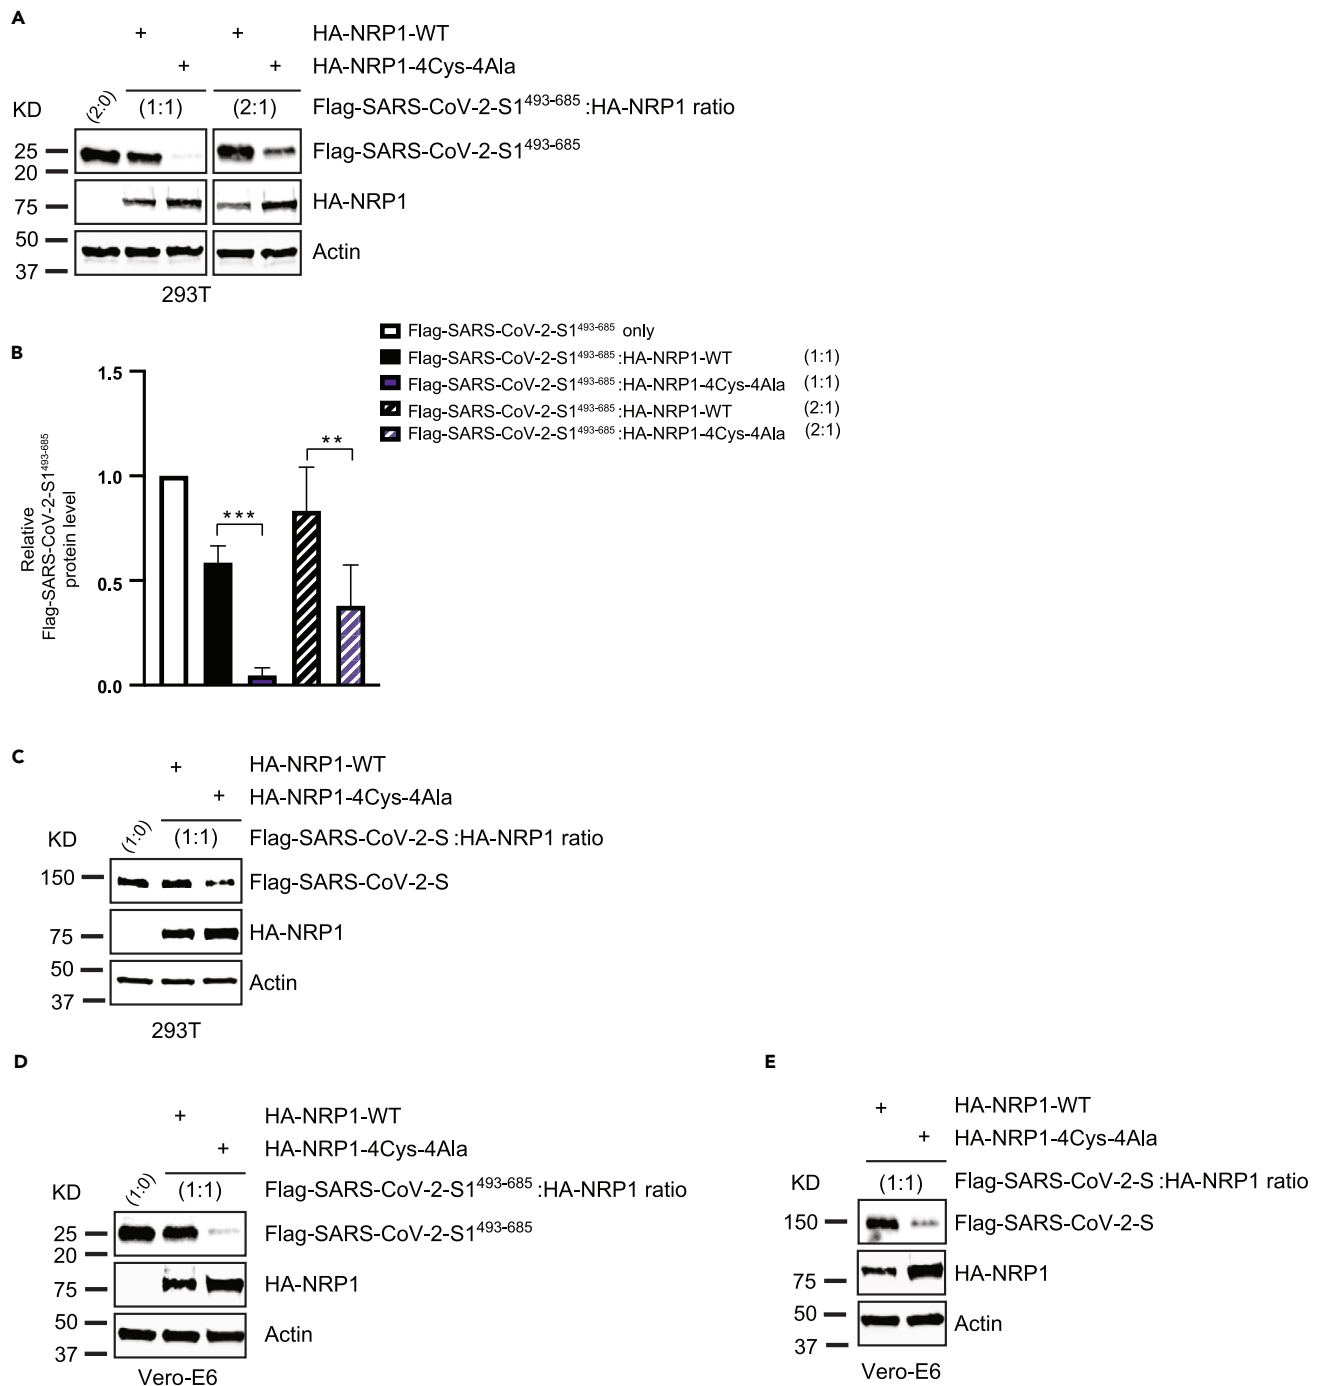 A
+ + HA-NRP1-WT
+ + HA-NRP1-4Cys-4Ala
KD (2:0) (1:1) (2:1) Flag-SARS-CoV-2-S1493-685 :HA-NRP1 ratio
25 Flag-SARS-CoV-2-S1493-685
20
75 HA-NRP1
50
Actin
37
293T
B
Flag-SARS-CoV-2-S1493-685 only
Flag-SARS-CoV-2-S1493-685:HA-NRP1-WT (1:1)
Flag-SARS-CoV-2-S1493-685:HA-NRP1-4Cys-4Ala (1:1)
Flag-SARS-CoV-2-S1493-685:HA-NRP1-WT (2:1)
Flag-SARS-CoV-2-S1493-685:HA-NRP1-4Cys-4Ala (2:1)
Relative
Flag-SARS-CoV-2-S1493-685
protein level
1.5
1.0
0.5
0.0
***
**
C
+ HA-NRP1-WT
+ HA-NRP1-4Cys-4Ala
KD (1:0) (1:1) Flag-SARS-CoV-2-S :HA-NRP1 ratio
150 Flag-SARS-CoV-2-S
75 HA-NRP1
50
Actin
37
293T
D
+ HA-NRP1-WT
+ HA-NRP1-4Cys-4Ala
KD (1:0) (1:1) Flag-SARS-CoV-2-S1493-685 :HA-NRP1 ratio
25 Flag-SARS-CoV-2-S1493-685
20
75 HA-NRP1
50
Actin
37
Vero-E6
E
+ HA-NRP1-WT
+ HA-NRP1-4Cys-4Ala
KD (1:1) Flag-SARS-CoV-2-S :HA-NRP1 ratio
150 Flag-SARS-CoV-2-S
75 HA-NRP1
50
Actin
37
Vero-E6